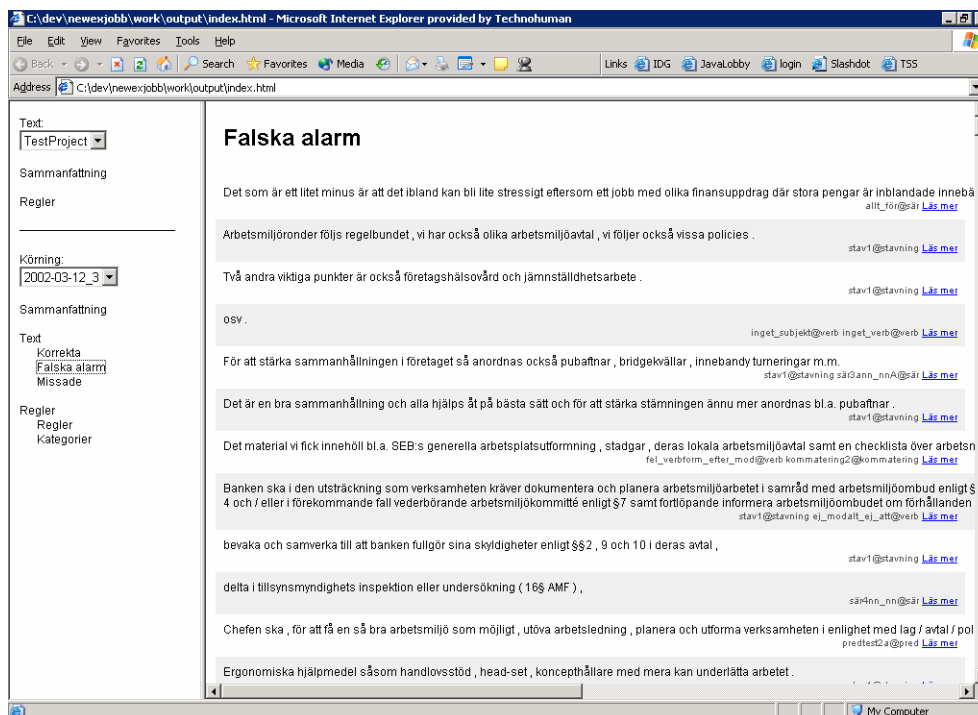 C:\dev\newexjobb\work\output\index.html - Microsoft Internet Explorer provided by Technohuman
File Edit View Favorites Tools Help
Back Search Favorites Media Links IDG JavaLobby login Slashdot TSS
Address C:\dev\newexjobb\work\output\index.html
Text:
TestProject
Sammanfattning
Regler
Körning:
2002-03-12_3
Sammanfattning
Text
Korrekta
Falska alarm
Missade
Regler
Regler
Kategorier
Falska alarm
Det som är ett litet minus är att det ibland kan bli lite stressigt eftersom ett jobb med olika finansuppdrag där stora pengar är inblandade innebä
allt_för@sär Läs mer
Arbetsmiljöronder följs regelbundet , vi har också olika arbetsmiljöavtal , vi följer också vissa policies .
stav1@stavning Läs mer
Två andra viktiga punkter är också företagshälsovård och jämnställdhetsarbete .
stav1@stavning Läs mer
osv .
inget_subjekt@verb inget_verb@verb Läs mer
För att stärka sammanhållningen i företaget så anordnas också pubaftnar , bridgekvällar , innebandy turneringar m.m.
stav1@stavning sär3ann_nnA@sär Läs mer
Det är en bra sammanhållning och alla hjälps åt på bästa sätt och för att stärka stämningen ännu mer anordnas bl.a. pubaftnar .
stav1@stavning Läs mer
Det material vi fick innehöll bl.a. SEB:s generella arbetsplatsutformning , stadgar , deras lokala arbetsmiljöavtal samt en checklista över arbetsn
fel_verbform_efter_mod@verb kommatering2@kommatering Läs mer
Banken ska i den utsträckning som verksamheten kräver dokumentera och planera arbetsmiljöarbetet i samråd med arbetsmiljöombud enligt §
4 och / eller i förekommande fall vederbörande arbetsmiljökommitté enligt §7 samt fortlöpande informera arbetsmiljöombudet om förhållanden
stav1@stavning ej_modalt_ej_att@verb Läs mer
bevaka och samverka till att banken fullgör sina skyldigheter enligt §§2 , 9 och 10 i deras avtal ,
stav1@stavning Läs mer
delta i tillsynsmyndighets inspektion eller undersökning ( 16§ AMF ) ,
sär4nn_nn@sär Läs mer
Chefen ska , för att få en så bra arbetsmiljö som möjligt , utöva arbetsledning , planera och utforma verksamheten i enlighet med lag / avtal / pol
predtest2a@pred Läs mer
Ergonomiska hjälpmedel såsom handlovsstöd , head-set , koncepthållare med mera kan underlätta arbetet .
My Computer